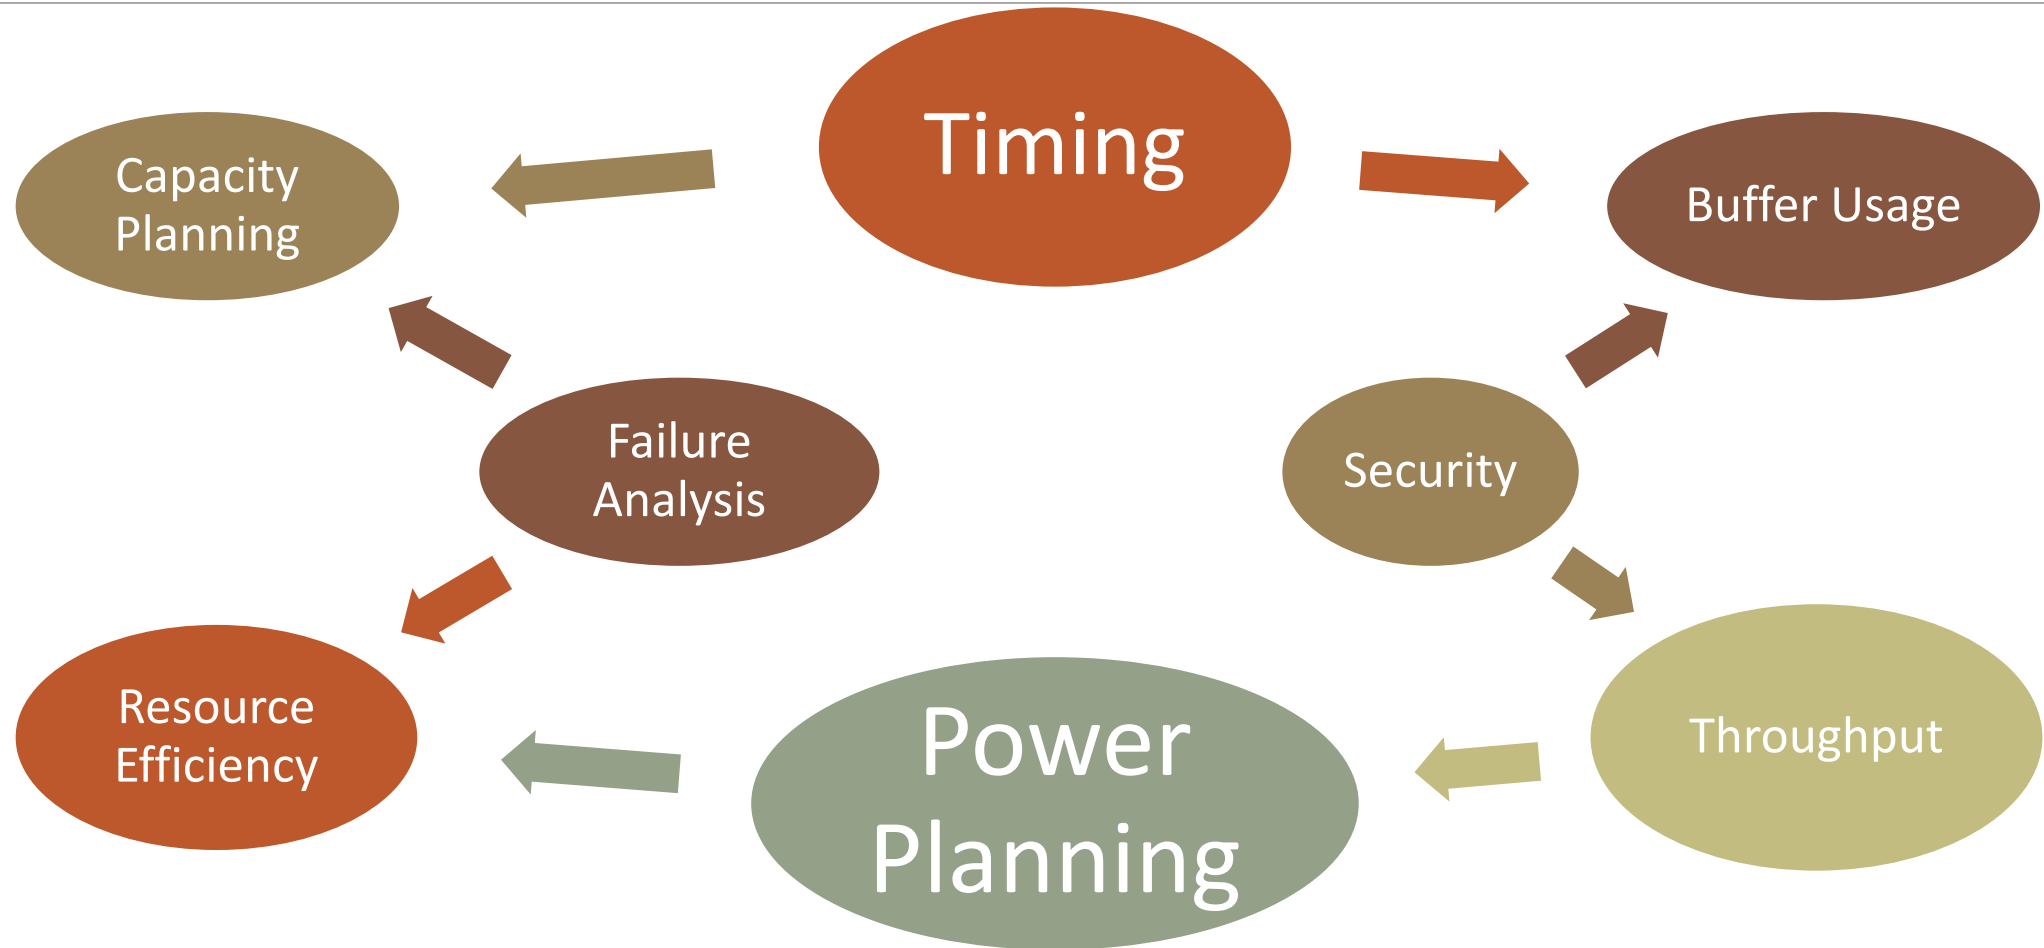 Timing
Capacity
Planning
Buffer Usage
Failure
Analysis
Security
Resource
Efficiency
Power
Planning
Throughput